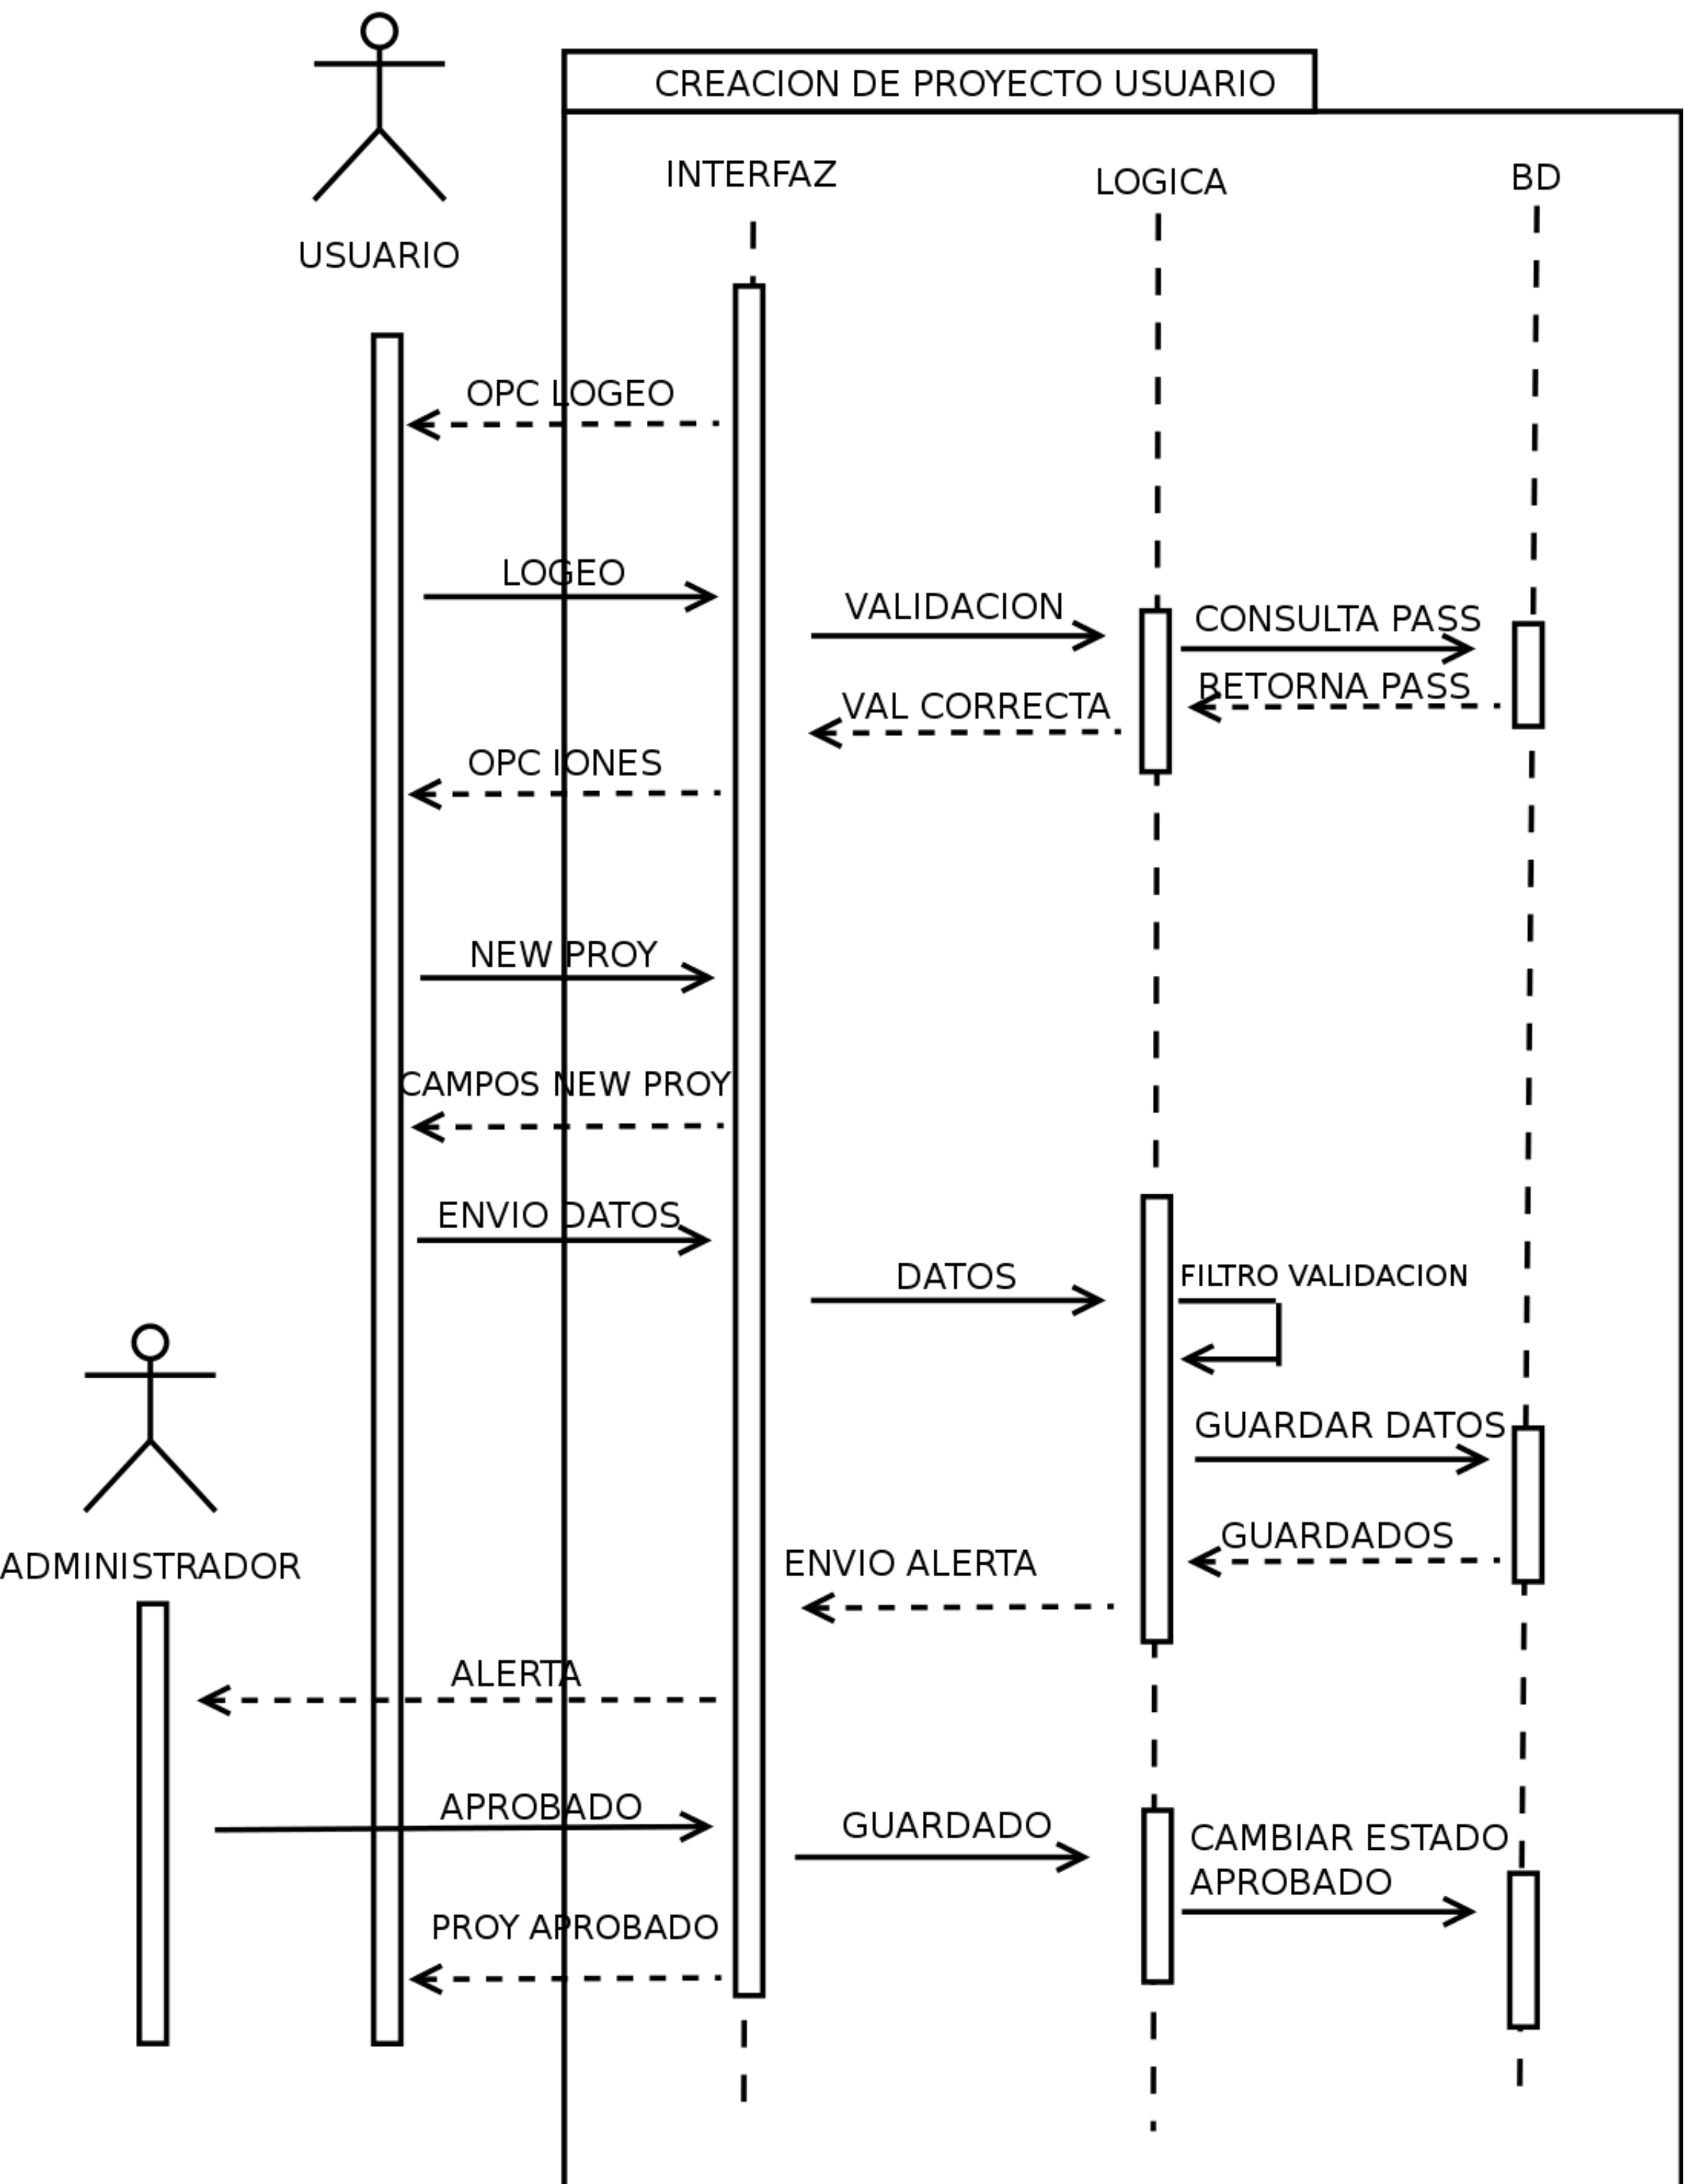 CREACION DE PROYECTO USUARIO
INTERFAZ
LOGICA
BD
USUARIO
OPC LOGEO
LOGEO
VALIDACION
CONSULTA PASS
RETORNA PASS
VAL CORRECTA
OPC IONES
NEW PROY
CAMPOS NEW PROY
ENVIO DATOS
DATOS
FILTRO VALIDACION
GUARDAR DATOS
GUARDADOS
ENVIO ALERTA
ADMINISTRADOR
ALERTA
APROBADO
GUARDADO
CAMBIAR ESTADO
APROBADO
PROY APROBADO